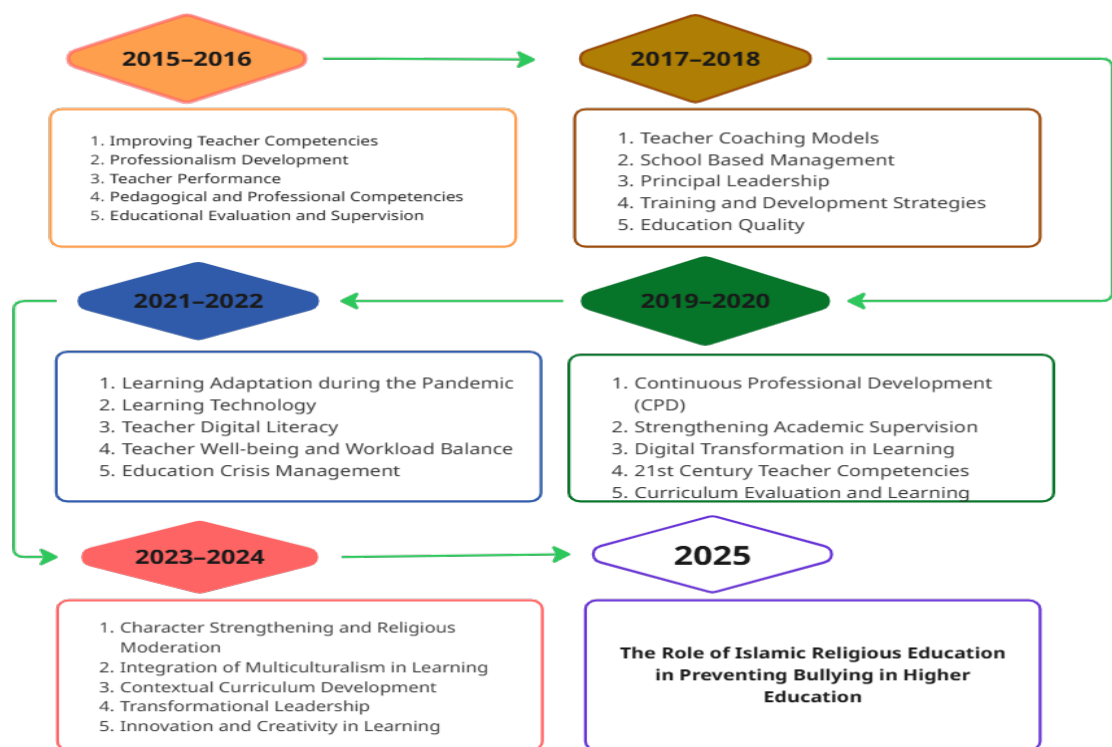 2015–2016
1. Improving Teacher Competencies
2. Professionalism Development
3. Teacher Performance
4. Pedagogical and Professional Competencies
5. Educational Evaluation and Supervision
2017–2018
1. Teacher Coaching Models
2. School Based Management
3. Principal Leadership
4. Training and Development Strategies
5. Education Quality
2019–2020
1. Continuous Professional Development
(CPD)
2. Strengthening Academic Supervision
3. Digital Transformation in Learning
4. 21st Century Teacher Competencies
5. Curriculum Evaluation and Learning
2021–2022
1. Learning Adaptation during the Pandemic
2. Learning Technology
3. Teacher Digital Literacy
4. Teacher Well-being and Workload Balance
5. Education Crisis Management
2023–2024
1. Character Strengthening and Religious
Moderation
2. Integration of Multiculturalism in Learning
3. Contextual Curriculum Development
4. Transformational Leadership
5. Innovation and Creativity in Learning
2025
The Role of Islamic Religious Education
in Preventing Bullying in Higher
Education